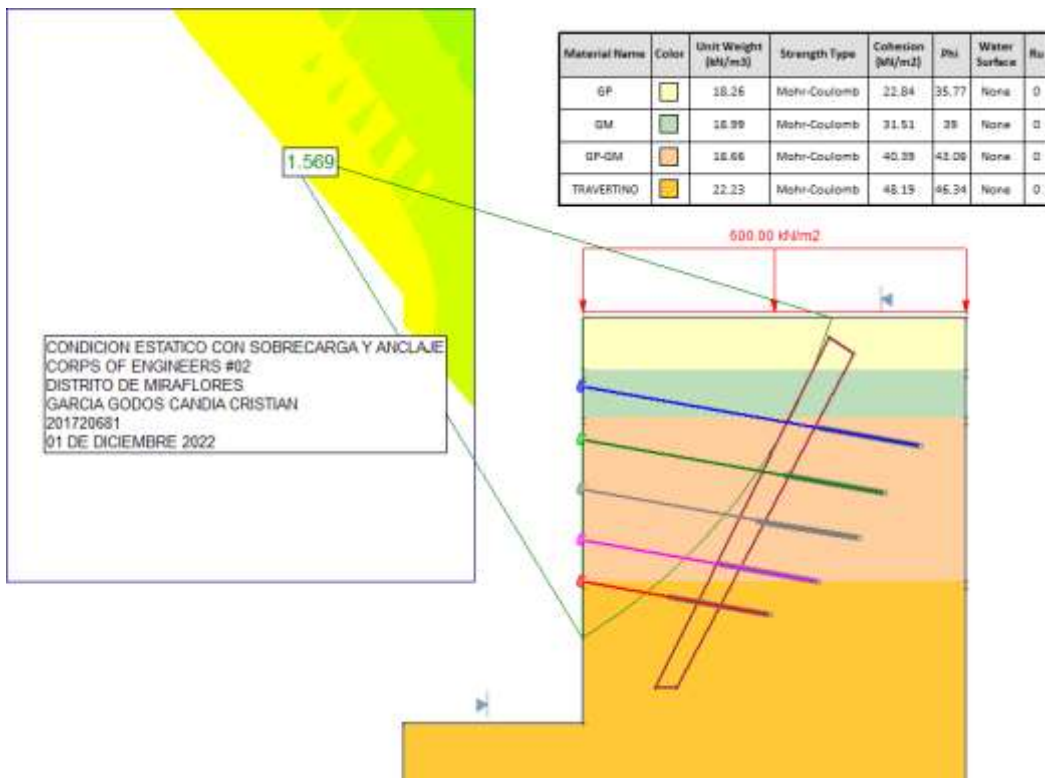 Material Name Color Unit Weight (kN/m3) Strength Type Cohesion (kN/m2) Phi Water Surface Ru
GP 18.26 Mohr-Coulomb 22.84 35.77 None 0
GM 18.99 Mohr-Coulomb 31.51 39 None 0
GP-GM 18.66 Mohr-Coulomb 40.39 43.06 None 0
TRAVERTINO 22.23 Mohr-Coulomb 48.19 46.34 None 0
1.569
600.00 kN/m2
CONDICION ESTATICO CON SOBRECARGA Y ANCLAJE
CORPS OF ENGINEERS #02
DISTRITO DE MIRAFLORES
GARCIA GODOS CANDIA CRISTIAN
201720681
01 DE DICIEMBRE 2022